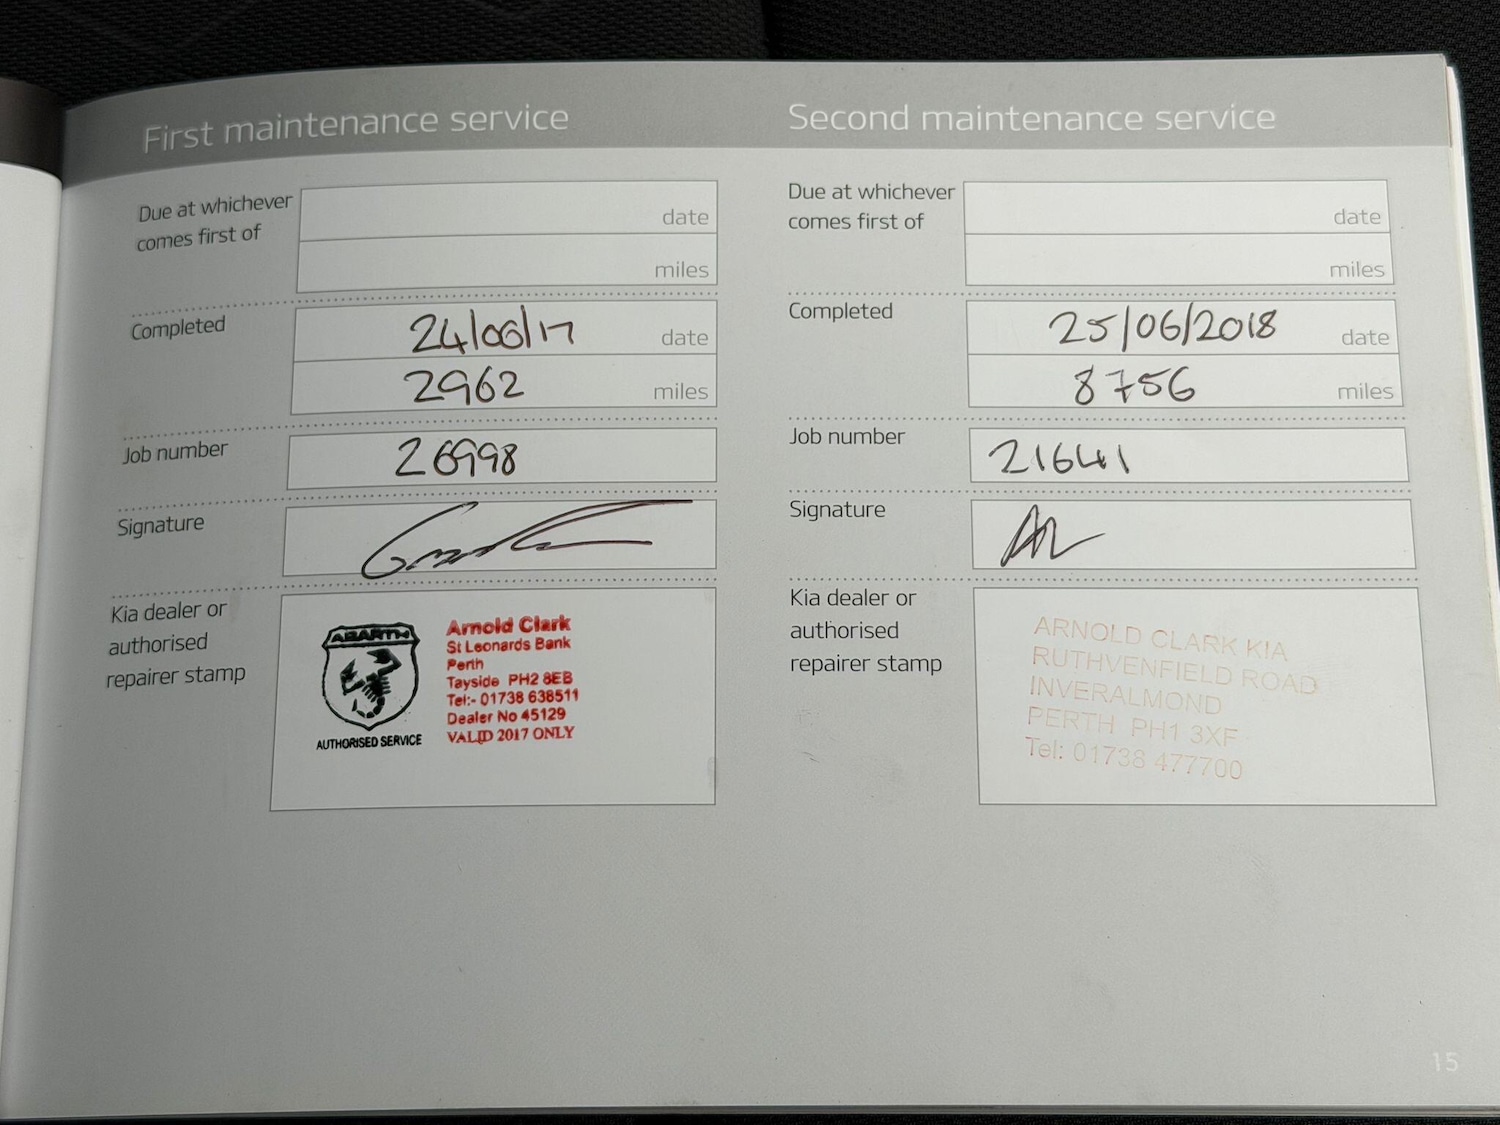 First maintenance service
Due at whichever
comes first of
date
miles
Completed
24/06/17
date
2962
miles
Job number
26998
Signature
Kia dealer or
authorised
repairer stamp
ABARTH
AUTHORISED SERVICE
Arnold Clark
St Leonards Bank
Perth
Tayside PH2 8EB
Tel:- 01738 638511
Dealer No 45129
VALID 2017 ONLY
Second maintenance service
Due at whichever
comes first of
date
miles
Completed
25/06/2018
date
8756
miles
Job number
21641
Signature
Kia dealer or
authorised
repairer stamp
ARNOLD CLARK KIA
RUTHVENFIELD ROAD
INVERALMOND
PERTH PH1 3XF
Tel: 01738 477700
15